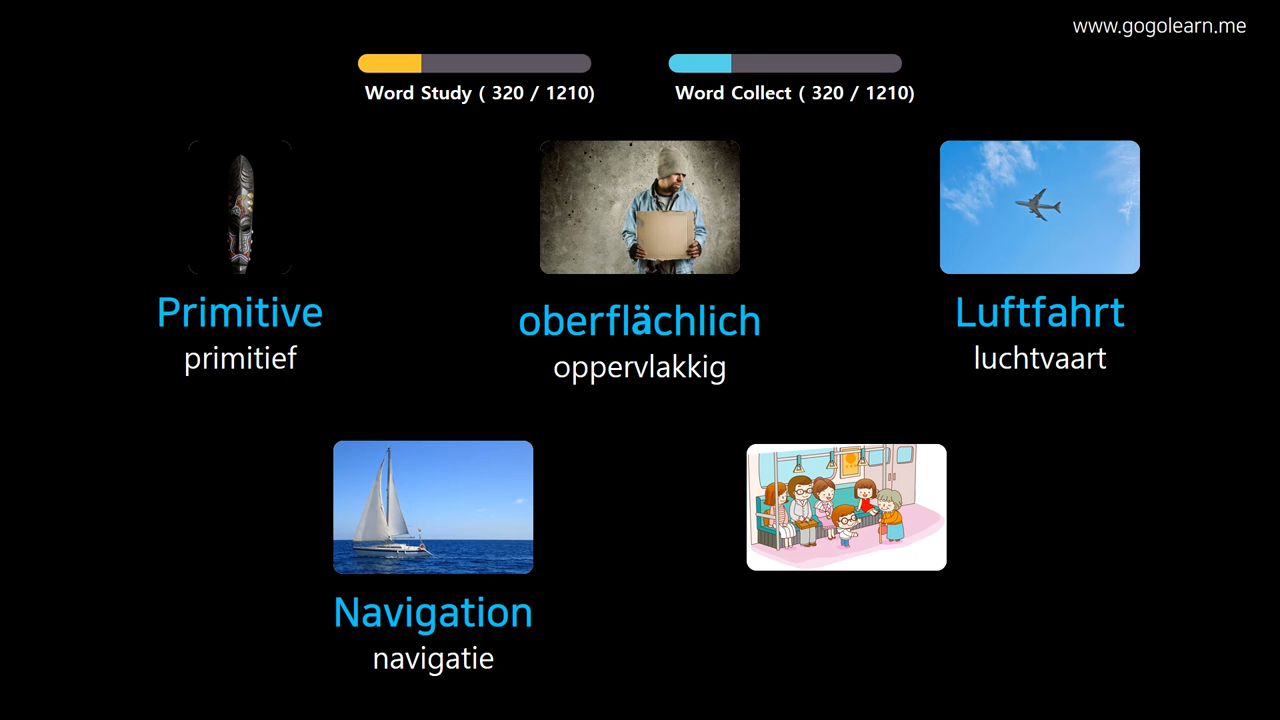 www.gogolearn.me
Word Study ( 320 / 1210)
Word Collect ( 320 / 1210)
Primitive
primitief
oberflächlich
oppervlakkig
Luftfahrt
luchtvaart
Navigation
navigatie